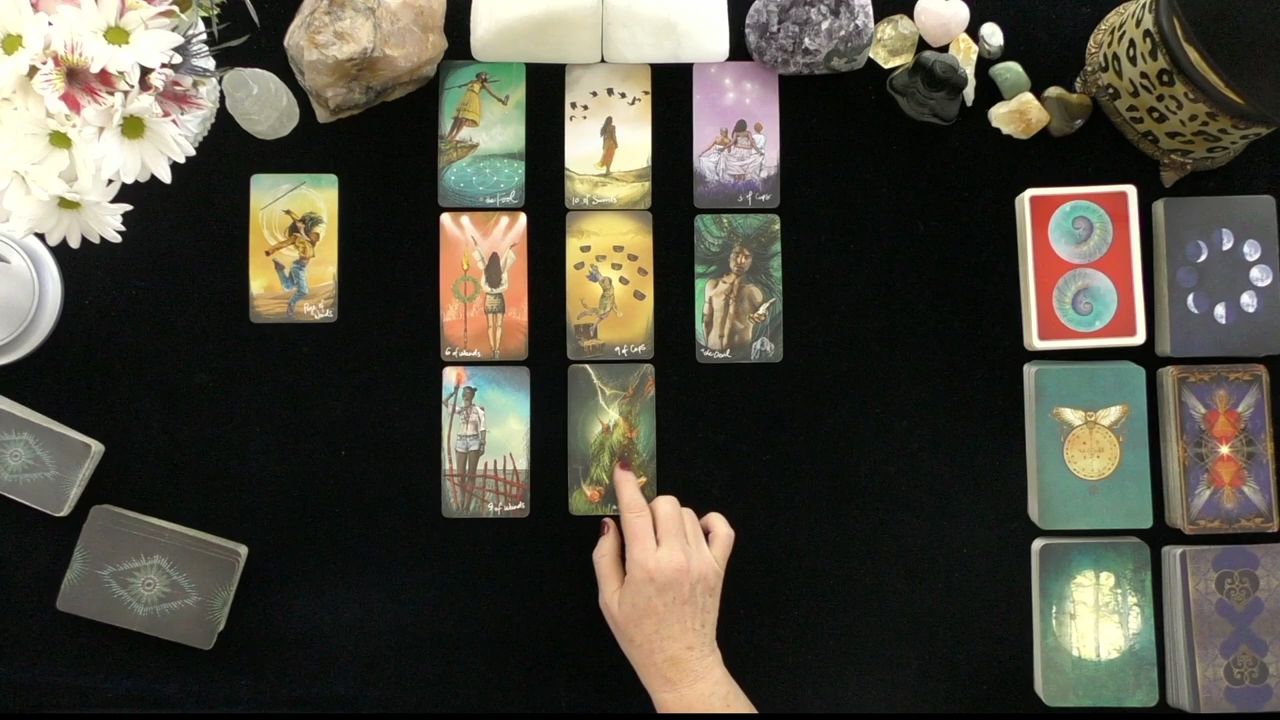 the Fool
10 of Swords
3 of Cups
Page of
Wands
6 of Wands
9 of Cups
the Devil
9 of Wands